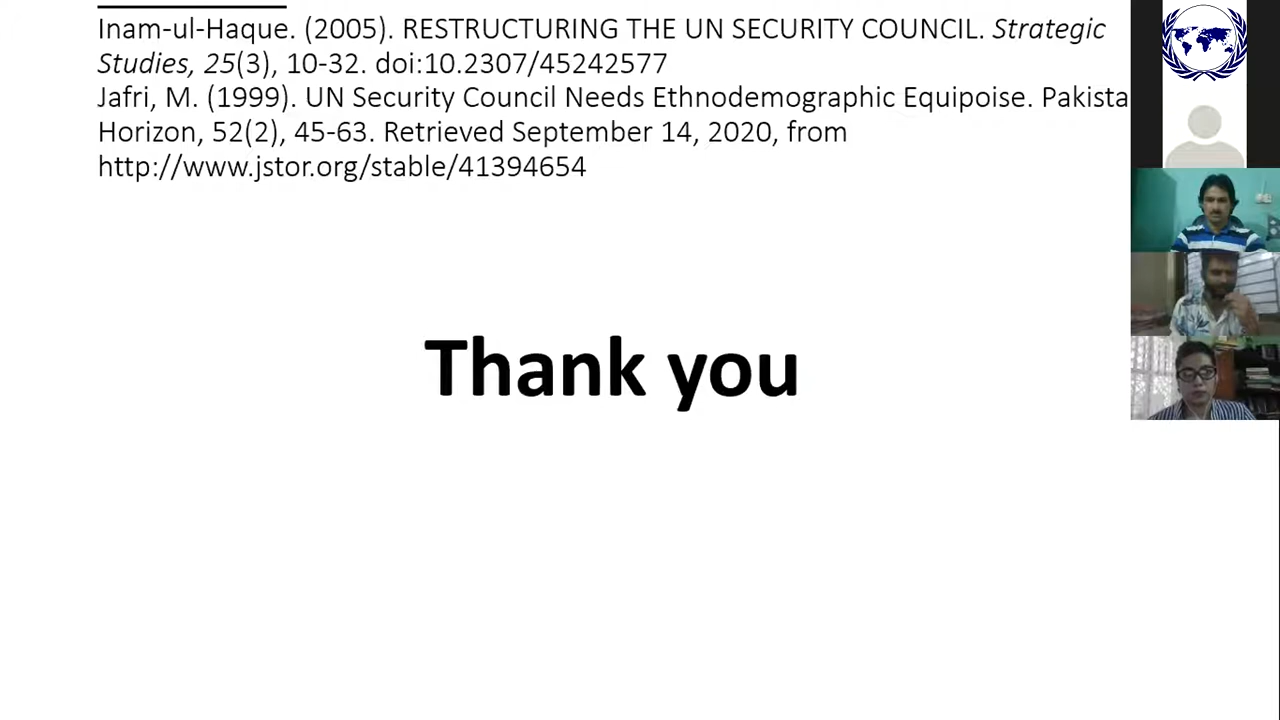 Inam-ul-Haque. (2005). RESTRUCTURING THE UN SECURITY COUNCIL. Strategic
Studies, 25(3), 10-32. doi:10.2307/45242577
Jafri, M. (1999). UN Security Council Needs Ethnodemographic Equipoise. Pakista
Horizon, 52(2), 45-63. Retrieved September 14, 2020, from
http://www.jstor.org/stable/41394654
Thank you